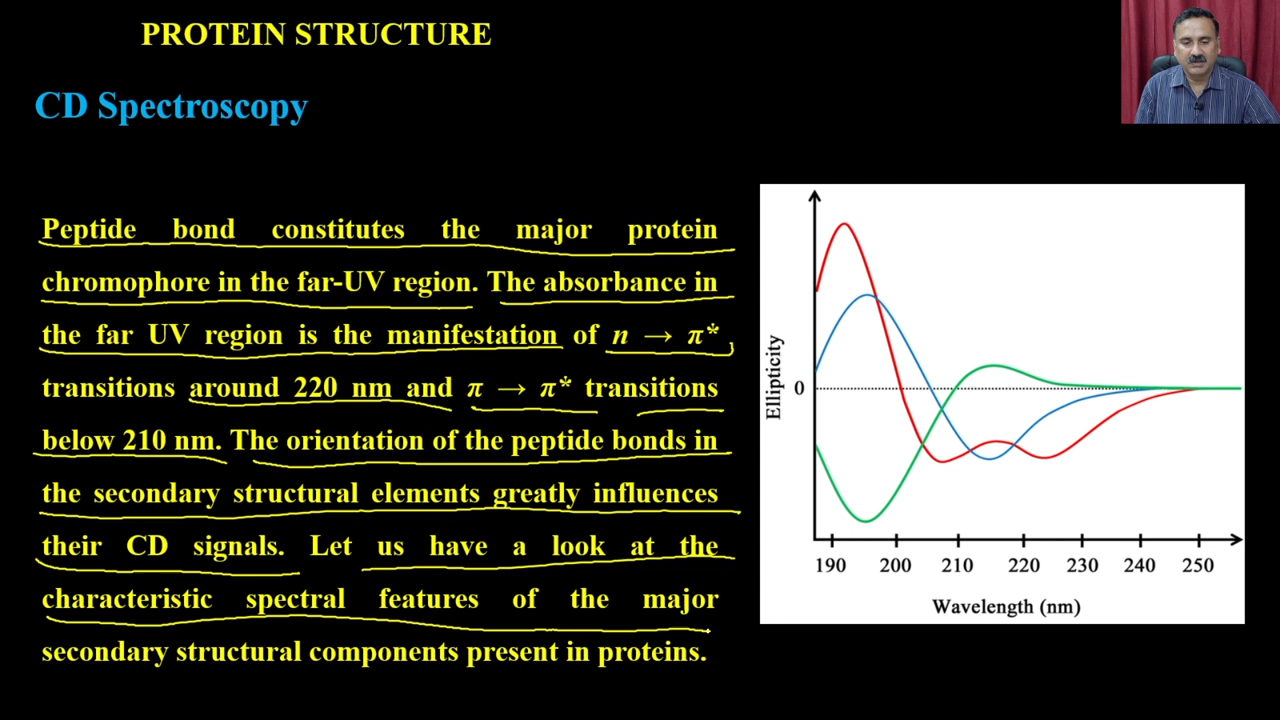 PROTEIN STRUCTURE
CD Spectroscopy
Peptide bond constitutes the major protein
chromophore in the far-UV region. The absorbance in
the far UV region is the manifestation of n → π*,
transitions around 220 nm and π → π* transitions
below 210 nm. The orientation of the peptide bonds in
the secondary structural elements greatly influences
their CD signals. Let us have a look at the
characteristic spectral features of the major
secondary structural components present in proteins.
Ellipticity
0
190 200 210 220 230 240 250
Wavelength (nm)